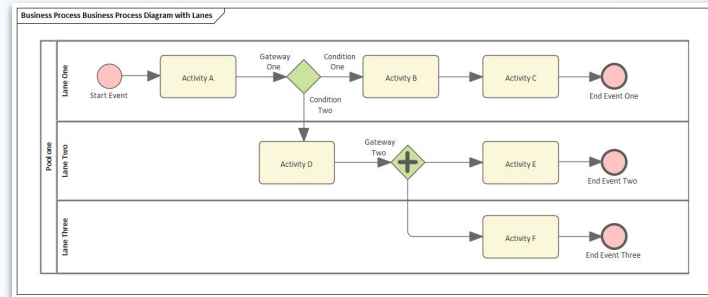 Business Process Business Process Diagram with Lanes
Pool one
Lane One
Start Event
Activity A
Gateway
One
Condition
One
Condition
Two
Activity B
Activity C
End Event One
Lane Two
Activity D
Gateway
Two
Activity E
End Event Two
Lane Three
Activity F
End Event Three